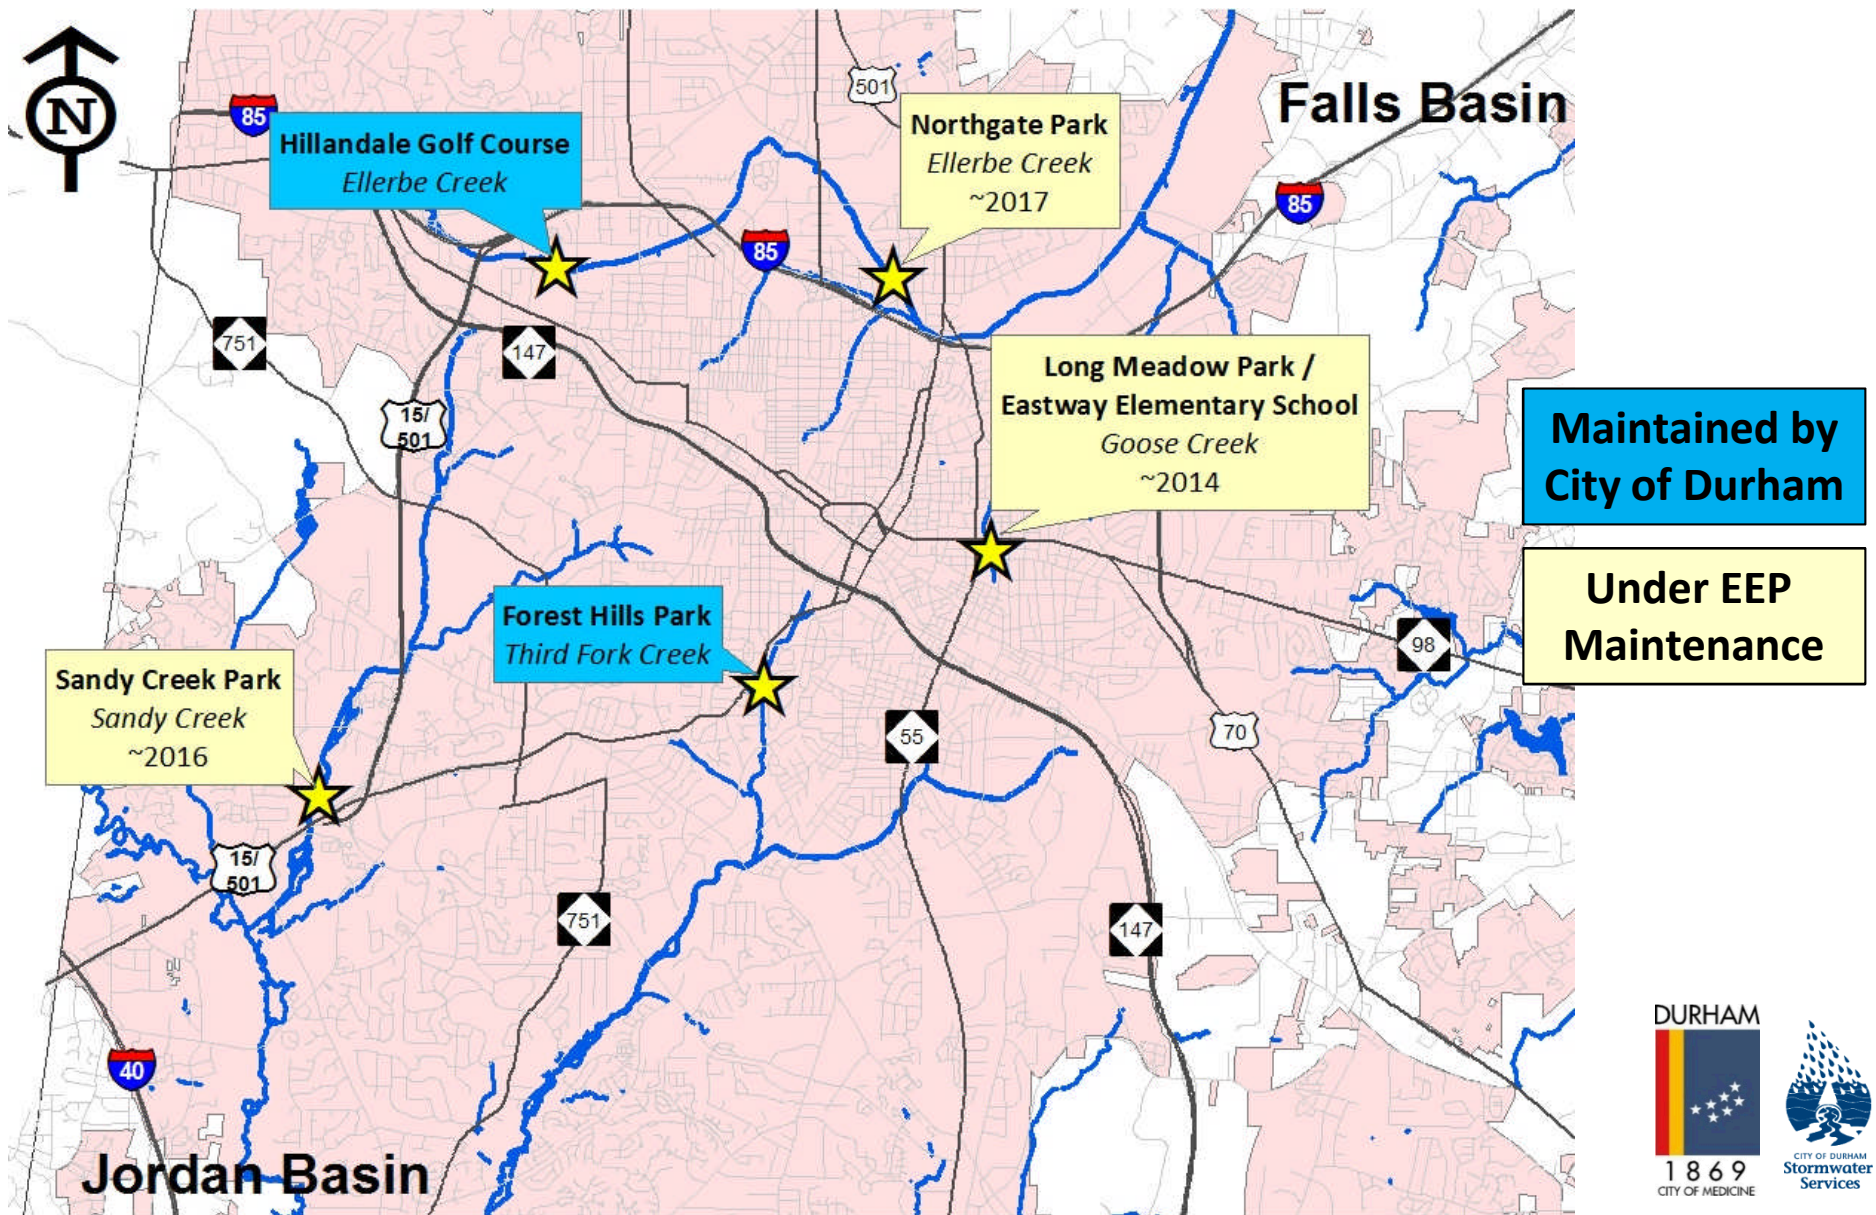 N
85
501
Falls Basin
Hillandale Golf Course
Ellerbe Creek
Northgate Park
Ellerbe Creek
~2017
85
85
751
147
15/
501
Long Meadow Park /
Eastway Elementary School
Goose Creek
~2014
Maintained by
City of Durham
Under EEP
Maintenance
Forest Hills Park
Third Fork Creek
98
Sandy Creek Park
Sandy Creek
~2016
55
70
15/
501
751
147
40
Jordan Basin
DURHAM
1869
CITY OF MEDICINE
CITY OF DURHAM
Stormwater
Services